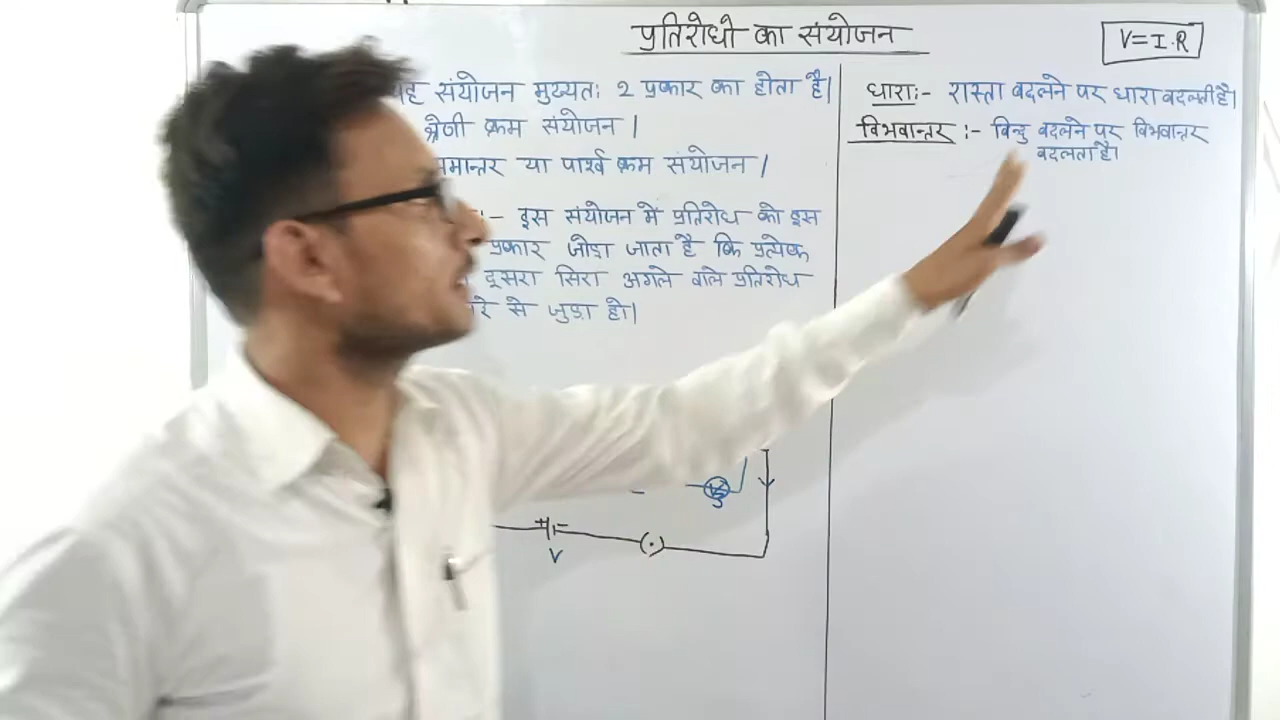 प्रतिरोधो का संयोजन
V=I.R
यह संयोजन मुख्यतः 2 प्रकार का होता है।
श्रेणी क्रम संयोजन।
समान्तर या पार्श्व क्रम संयोजन।
:- इस संयोजन में प्रतिरोध को इस
प्रकार जोड़ा जाता है कि प्रत्येक
दूसरा सिरा अगले वाले प्रतिरोध
रे से जुड़ा हो।
धारा:- रास्ता बदलने पर धारा बदलती है।
विभवान्तर :- बिन्दु बदलने पर विभवान्तर
बदलता है।
+ -
V
(.)